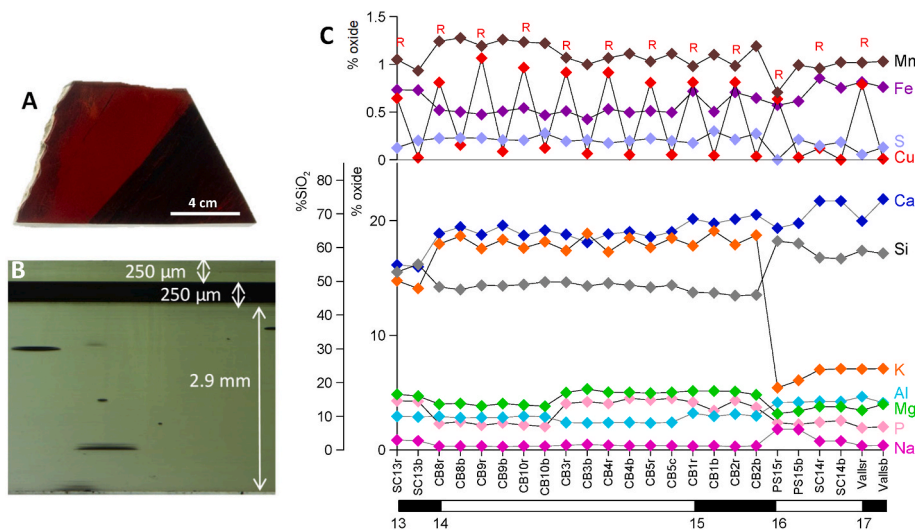 A
4 cm
B
250 µm
250 µm
2.9 mm
C
% oxide
1.5
1
0.5
0
R R R R R R R R R R R R
Mn
Fe
S
Cu
%SiO2
% oxide
80
70
60
50
40
30
20
10
0
20
10
0
Ca
Si
K
Al
Mg
P
Na
SC13r SC13b CB8r CB8b CB9r CB9b CB10r CB10b CB3r CB3b CB4r CB4b CB5r CB5c CB1r CB1b CB2r CB2b PS15r PS15b SC14r SC14b Vallsr Vallsb
13 14 15 16 17